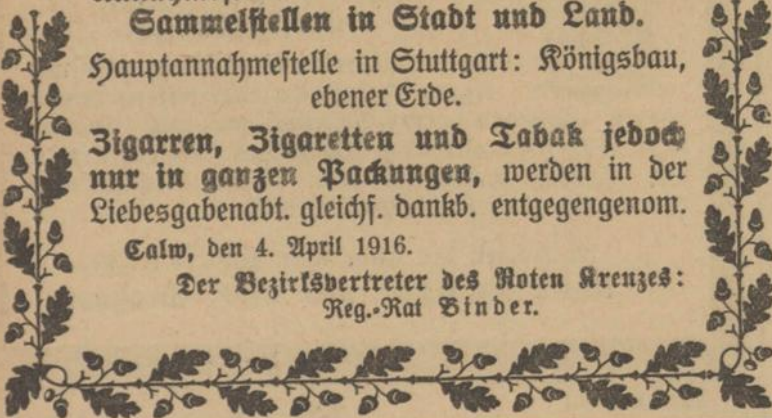 Sammelstellen in Stadt und Land.
Hauptannahmestelle in Stuttgart: Königsbau,
ebener Erde.
Zigarren, Zigaretten und Tabak jedoch
nur in ganzen Packungen, werden in der
Liebesgabenabt. gleichf. dankb. entgegengenom.
Calw, den 4. April 1916.
Der Bezirksvertreter des Roten Kreuzes:
Reg.-Rat Binder.